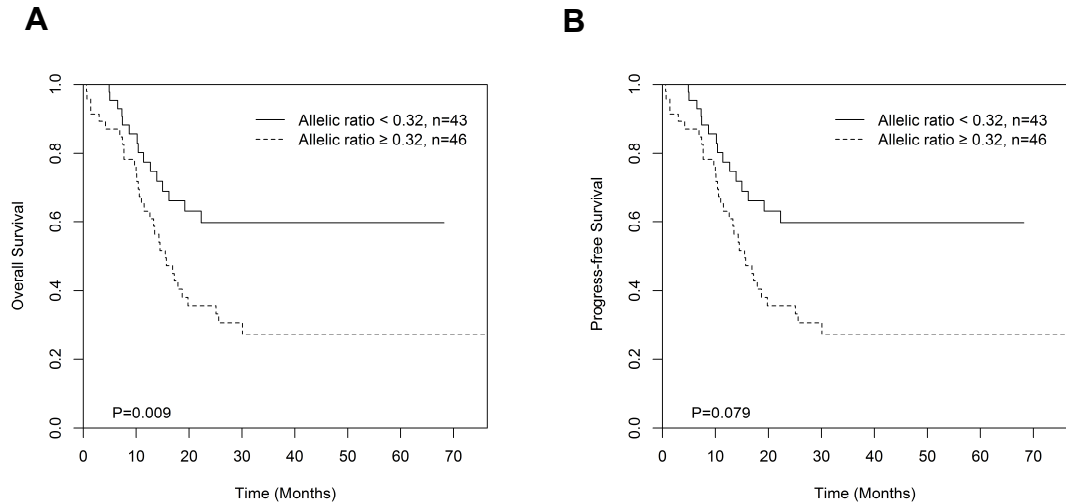 A
Overall Survival
1.0
0.8
0.6
0.4
0.2
0.0
Allelic ratio < 0.32, n=43
Allelic ratio ≥ 0.32, n=46
P=0.009
0 10 20 30 40 50 60 70
Time (Months)
B
Progress-free Survival
1.0
0.8
0.6
0.4
0.2
0.0
Allelic ratio < 0.32, n=43
Allelic ratio ≥ 0.32, n=46
P=0.079
0 10 20 30 40 50 60 70
Time (Months)